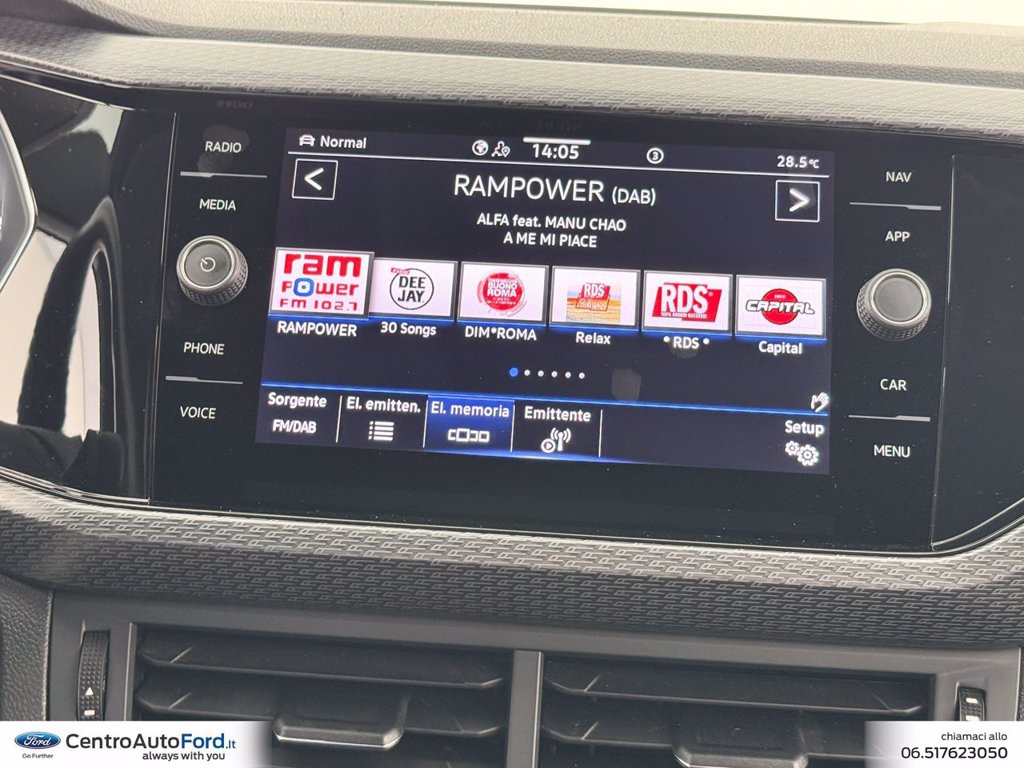 RADIO
MEDIA
PHONE
VOICE
Normal
14:05
3
28.5°C
<
RAMPOWER (DAB)
>
ALFA feat. MANU CHAO
A ME MI PIACE
ram
POwer
FM 102.7
RAMPOWER
DEE
JAY
30 Songs
BUONO
ROMA
DIM*ROMA
RDS
Relax
RDS
* RDS *
CAPITAL
Capital
Sorgente
FM/DAB
El. emitten.
El. memoria
Emittente
Setup
NAV
APP
CAR
MENU
Ford
Go Further
CentroAutoFord.it
always with you
chiamaci allo
06.517623050